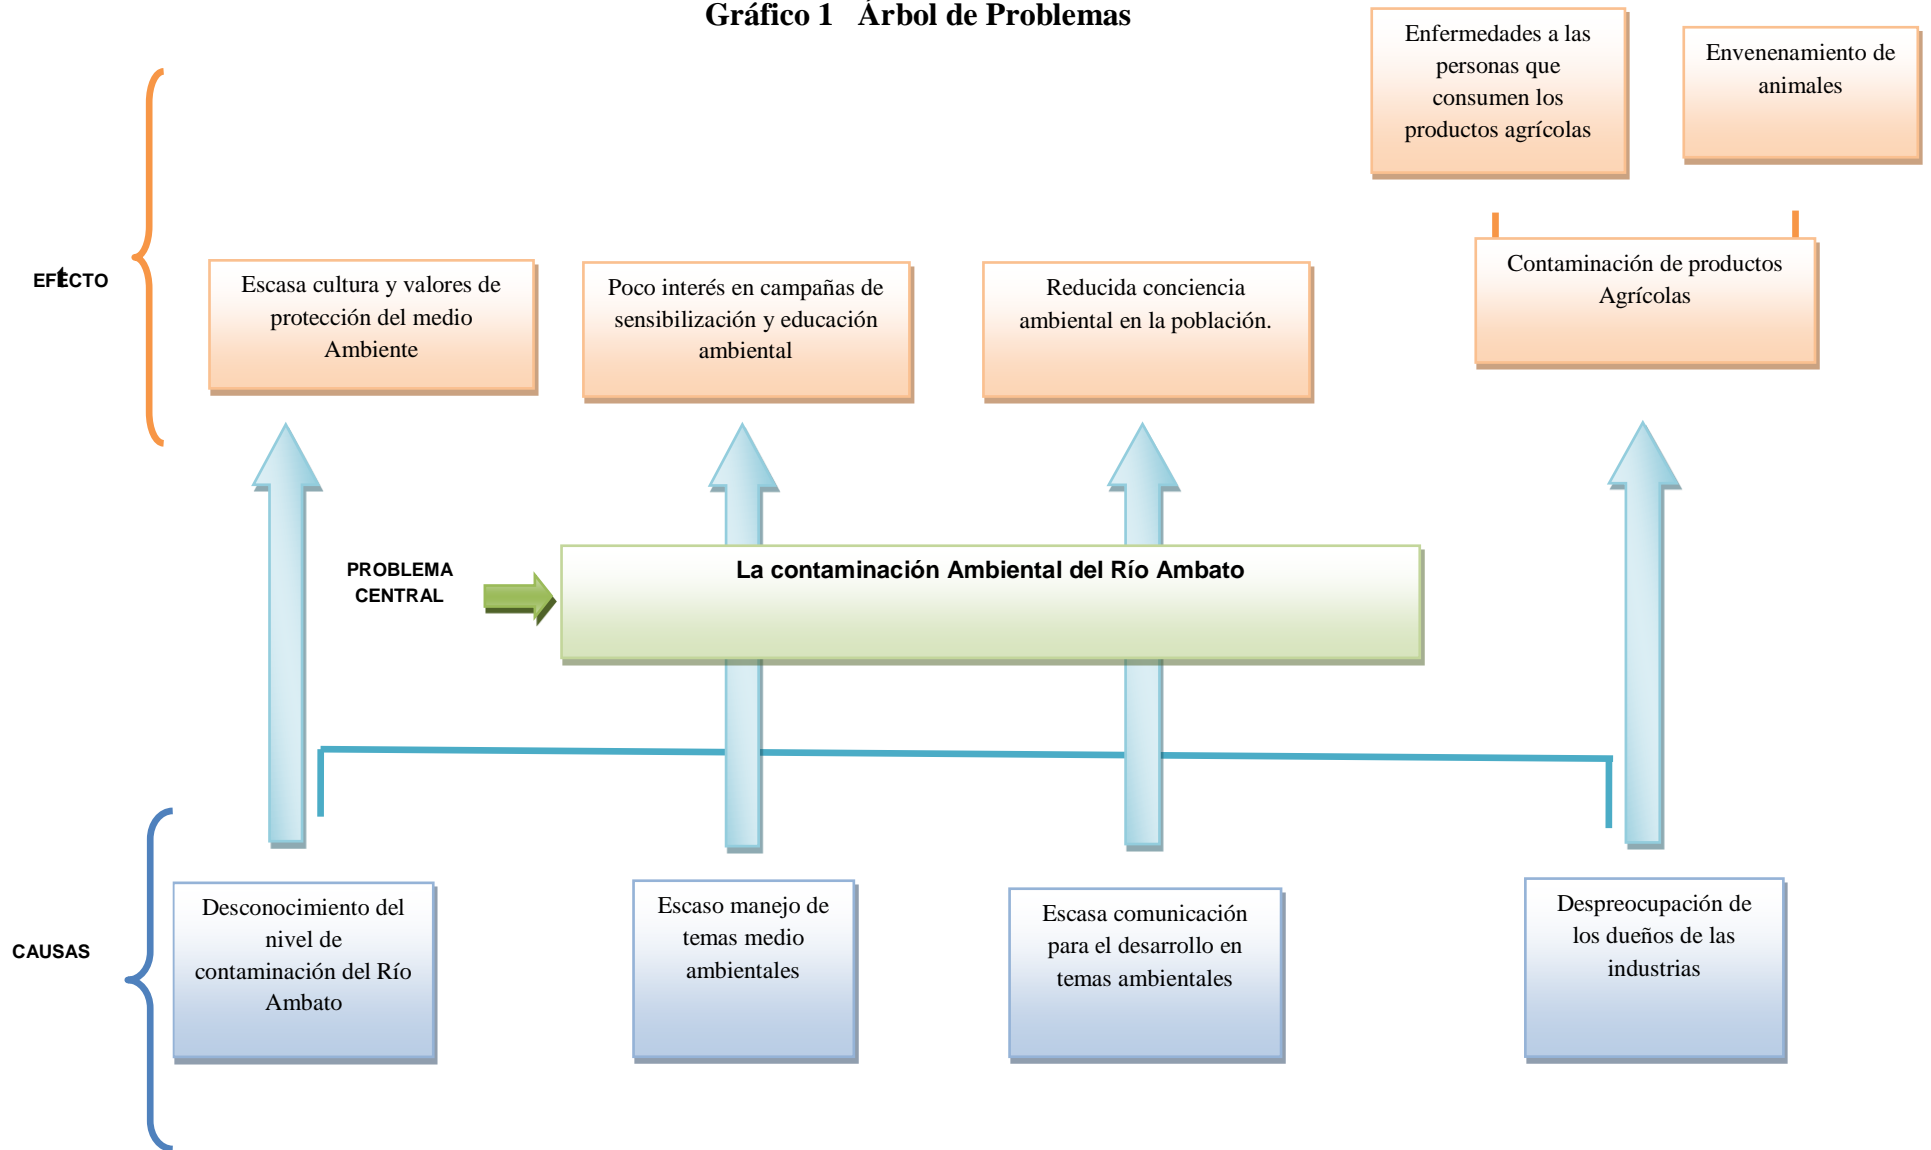 Gráfico 1 Árbol de Problemas
Enfermedades a las
personas que
consumen los
productos agrícolas
Envenenamiento de
animales
EFECTO
Escasa cultura y valores de
protección del medio
Ambiente
Poco interés en campañas de
sensibilización y educación
ambiental
Reducida conciencia
ambiental en la población.
Contaminación de productos
Agrícolas
PROBLEMA
CENTRAL
La contaminación Ambiental del Río Ambato
CAUSAS
Desconocimiento del
nivel de
contaminación del Río
Ambato
Escaso manejo de
temas medio
ambientales
Escasa comunicación
para el desarrollo en
temas ambientales
Despreocupación de
los dueños de las
industrias